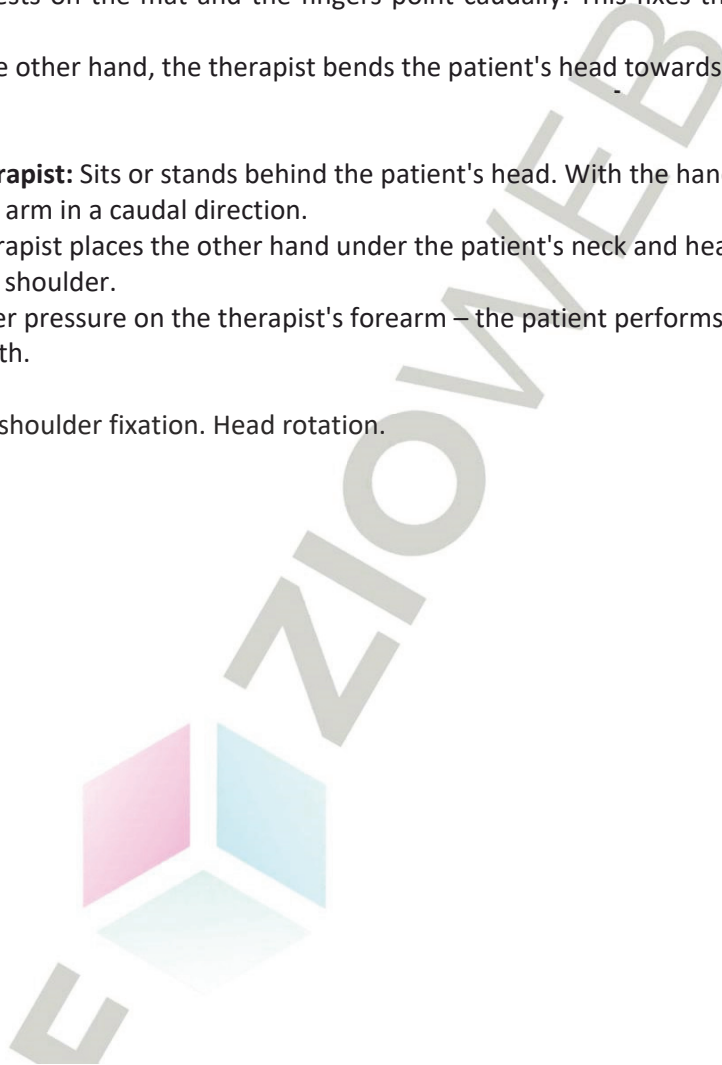 ests on the mat and the fingers point caudally. This fixes th
e other hand, the therapist bends the patient's head towards
-
rapist: Sits or stands behind the patient's head. With the han
arm in a caudal direction.
rapist places the other hand under the patient's neck and hea
shoulder.
er pressure on the therapist's forearm – the patient performs
th.
shoulder fixation. Head rotation.
ZIOWEB